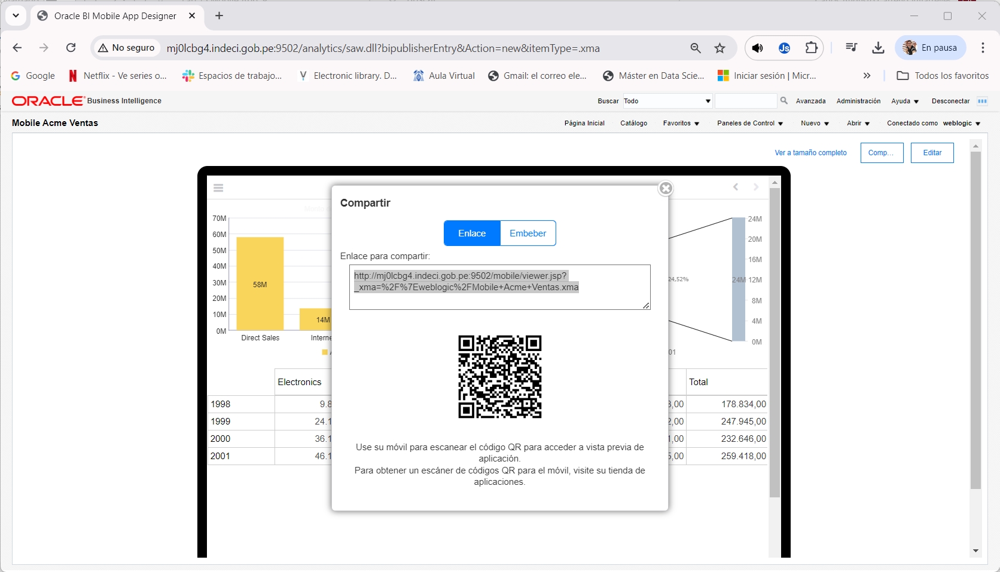 Oracle BI Mobile App Designer
No seguro
mj0lcbg4.indeci.gob.pe:9502/analytics/saw.dll?bipublisherEntry&Action=new&itemType=.xma
JS
En pausa
Google
Netflix - Ve series o...
Espacios de trabajo...
Electronic library. D...
Aula Virtual
Gmail: el correo ele...
Máster en Data Scie...
Iniciar sesión | Micr...
Todos los favoritos
ORACLE Business Intelligence
Buscar
Todo
Avanzada
Administración
Ayuda
Desconectar
Mobile Acme Ventas
Página Inicial
Catálogo
Favoritos
Paneles de Control
Nuevo
Abrir
Conectado como weblogic
Ver a tamaño completo
Comp...
Editar
Compartir
Enlace
Embeber
Enlace para compartir:
http://mj0lcbg4.indeci.gob.pe:9502/mobile/viewer.jsp?
_xma=%2F%7Eweblogic%2FMobile+Acme+Ventas.xma
Use su móvil para escanear el código QR para acceder a vista previa de
aplicación.
Para obtener un escáner de códigos QR para el móvil, visite su tienda de
aplicaciones.
70M
60M
50M
40M
30M
20M
10M
0M
58M
14M
Direct Sales
Interne
24M
20M
16M
12M
8M
4M
0M
24,52%
24M
01
Electronics
Total
1998
9.8
3,00
178.834,00
1999
24.1
2,00
247.945,00
2000
36.1
1,00
232.646,00
2001
46.1
5,00
259.418,00